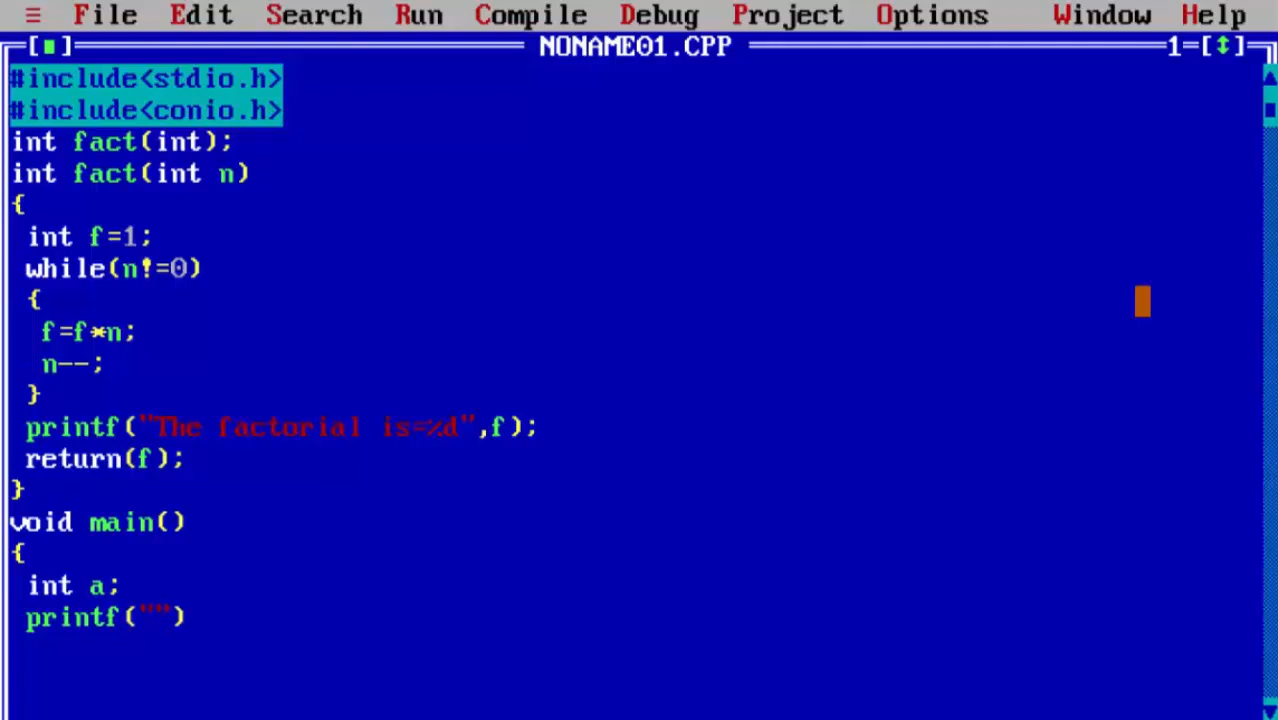 ≡ File Edit Search Run Compile Debug Project Options Window Help
[■] NONAME01.CPP 1=[↕]
#include<stdio.h>
#include<conio.h>
int fact(int);
int fact(int n)
{
int f=1;
while(n!=0)
{
f=f*n;
n--;
}
printf("The factorial is=%d",f);
return(f);
}
void main()
{
int a;
printf("")